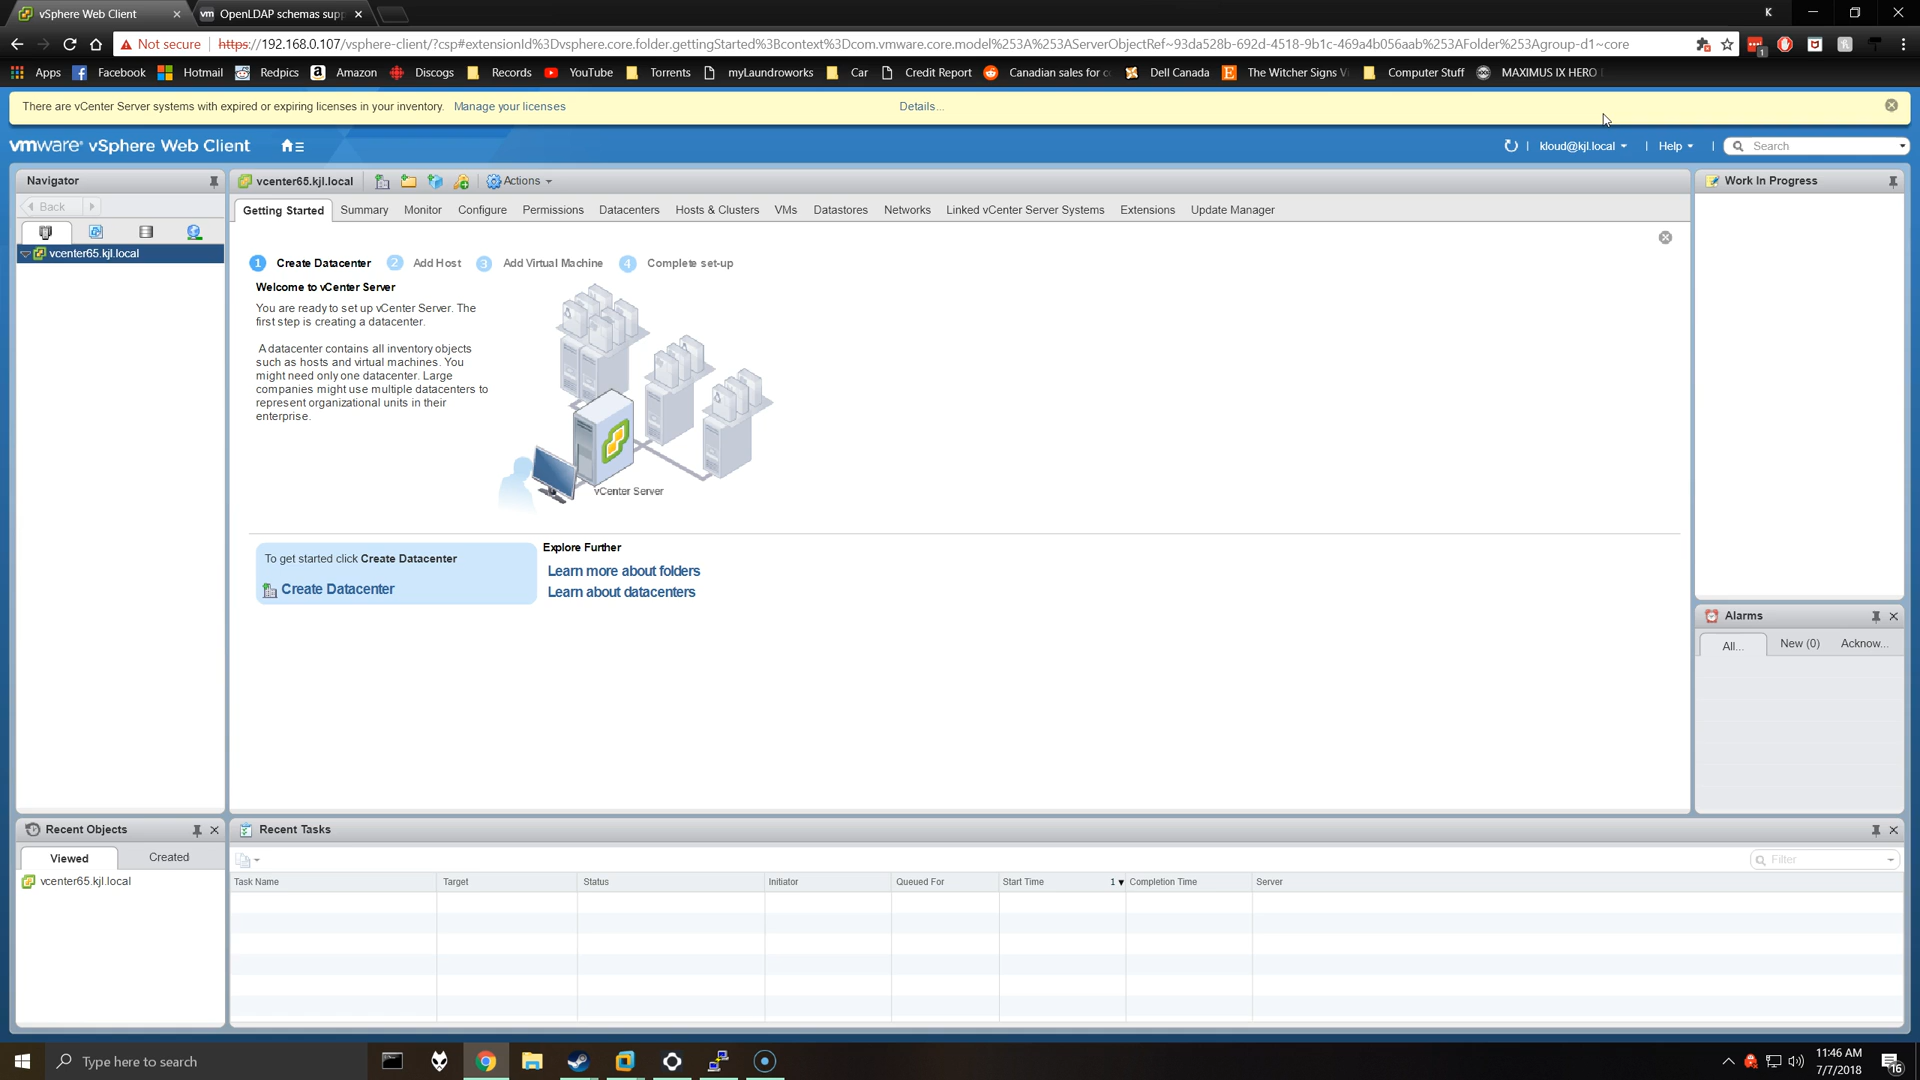 vSphere Web Client
OpenLDAP schemas supp
K
Not secure
https://192.168.0.107/vsphere-client/?csp#extensionId%3Dvsphere.core.folder.gettingStarted%3Bcontext%3Dcom.vmware.core.model%253A%253AServerObjectRef~93da528b-692d-4518-9b1c-469a4b056aab%253AFolder%253Agroup-d1~core
1
Apps Facebook Hotmail Redpics Amazon Discogs Records YouTube Torrents myLaundroworks Car Credit Report Canadian sales for Dell Canada The Witcher Signs Computer Stuff MAXIMUS IX HERO
There are vCenter Server systems with expired or expiring licenses in your inventory. Manage your licenses Details...
vmware vSphere Web Client
kloud@kjl.local
Help
Search
Navigator
vcenter65.kjl.local
Actions
Work In Progress
Back
Getting Started Summary Monitor Configure Permissions Datacenters Hosts & Clusters VMs Datastores Networks Linked vCenter Server Systems Extensions Update Manager
vcenter65.kjl.local
1 Create Datacenter 2 Add Host 3 Add Virtual Machine 4 Complete set-up
Welcome to vCenter Server
You are ready to set up vCenter Server. The
first step is creating a datacenter.
A datacenter contains all inventory objects
such as hosts and virtual machines. You
might need only one datacenter. Large
companies might use multiple datacenters to
represent organizational units in their
enterprise.
vCenter Server
To get started click Create Datacenter
Create Datacenter
Explore Further
Learn more about folders
Learn about datacenters
Alarms
All... New (0) Acknow...
Recent Objects
Viewed Created
vcenter65.kjl.local
Recent Tasks
Filter
Task Name Target Status Initiator Queued For Start Time 1 Completion Time Server
Type here to search
11:46 AM
7/7/2018
16